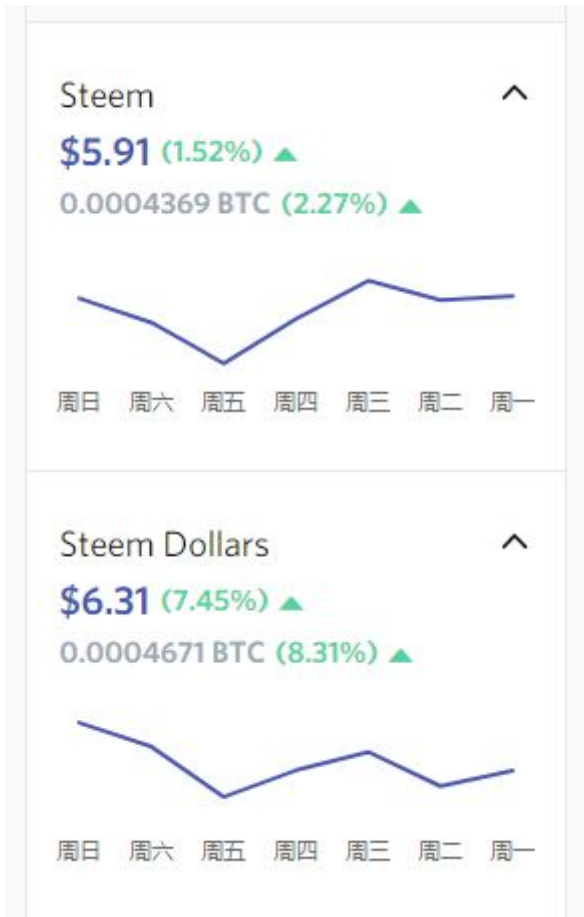 Steem
$5.91 (1.52%) ▲
0.0004369 BTC (2.27%) ▲
周日 周六 周五 周四 周三 周二 周一
Steem Dollars
$6.31 (7.45%) ▲
0.0004671 BTC (8.31%) ▲
周日 周六 周五 周四 周三 周二 周一